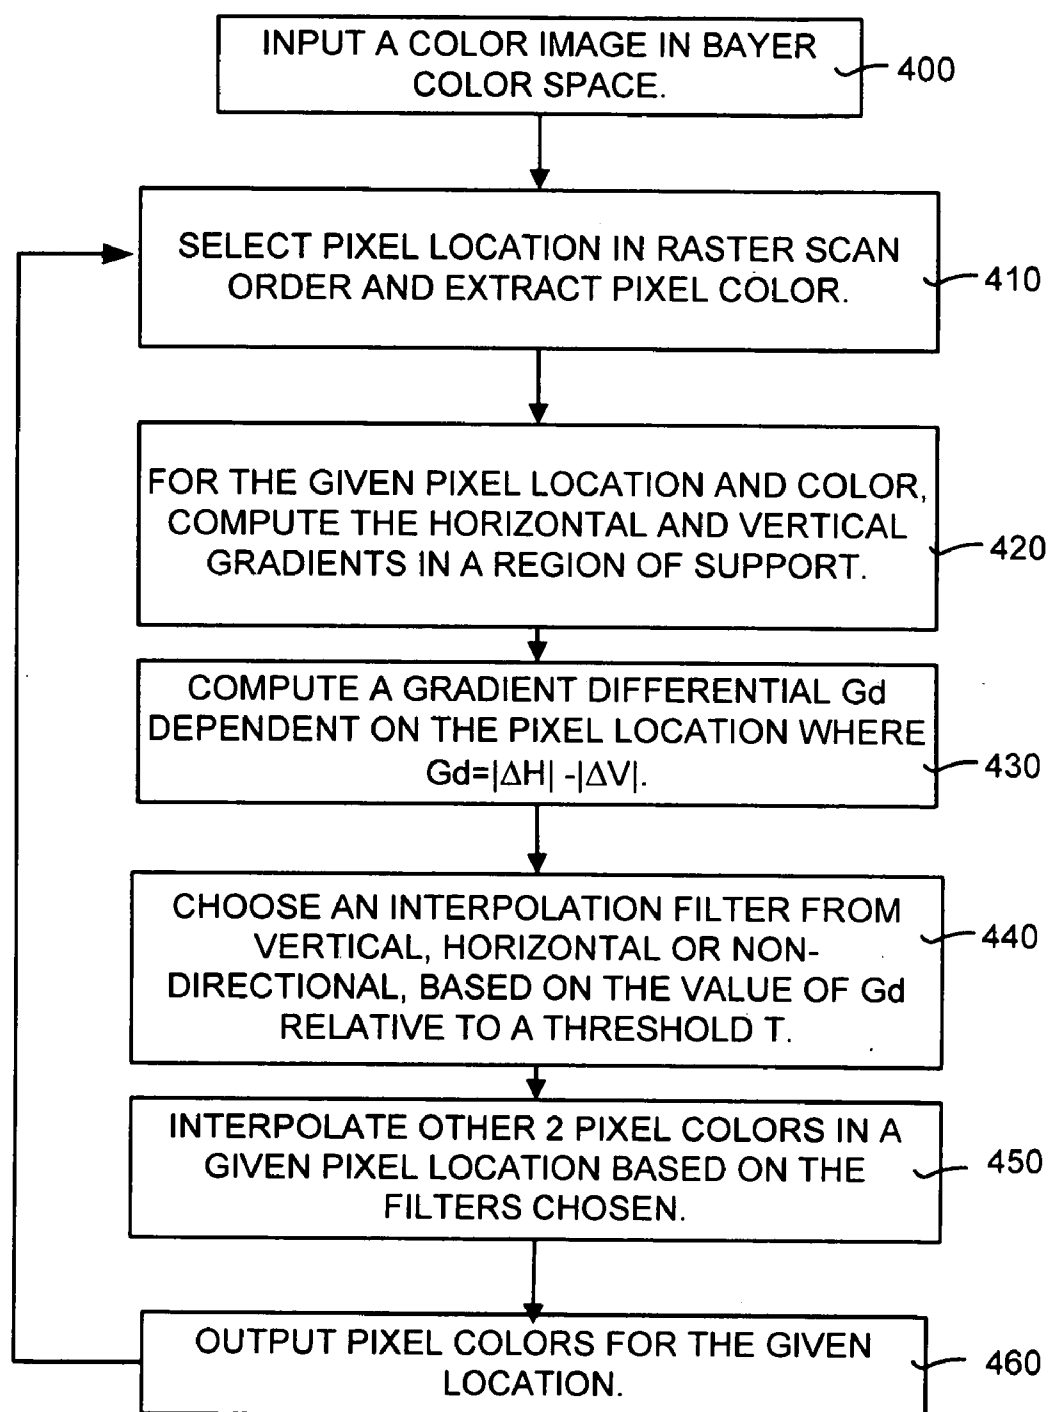 INPUT A COLOR IMAGE IN BAYER
COLOR SPACE.
400
SELECT PIXEL LOCATION IN RASTER SCAN
ORDER AND EXTRACT PIXEL COLOR.
410
FOR THE GIVEN PIXEL LOCATION AND COLOR,
COMPUTE THE HORIZONTAL AND VERTICAL
GRADIENTS IN A REGION OF SUPPORT.
420
COMPUTE A GRADIENT DIFFERENTIAL Gd
DEPENDENT ON THE PIXEL LOCATION WHERE
Gd=|ΔH| -|ΔV|.
430
CHOOSE AN INTERPOLATION FILTER FROM
VERTICAL, HORIZONTAL OR NON-
DIRECTIONAL, BASED ON THE VALUE OF Gd
RELATIVE TO A THRESHOLD T.
440
INTERPOLATE OTHER 2 PIXEL COLORS IN A
GIVEN PIXEL LOCATION BASED ON THE
FILTERS CHOSEN.
450
OUTPUT PIXEL COLORS FOR THE GIVEN
LOCATION.
460